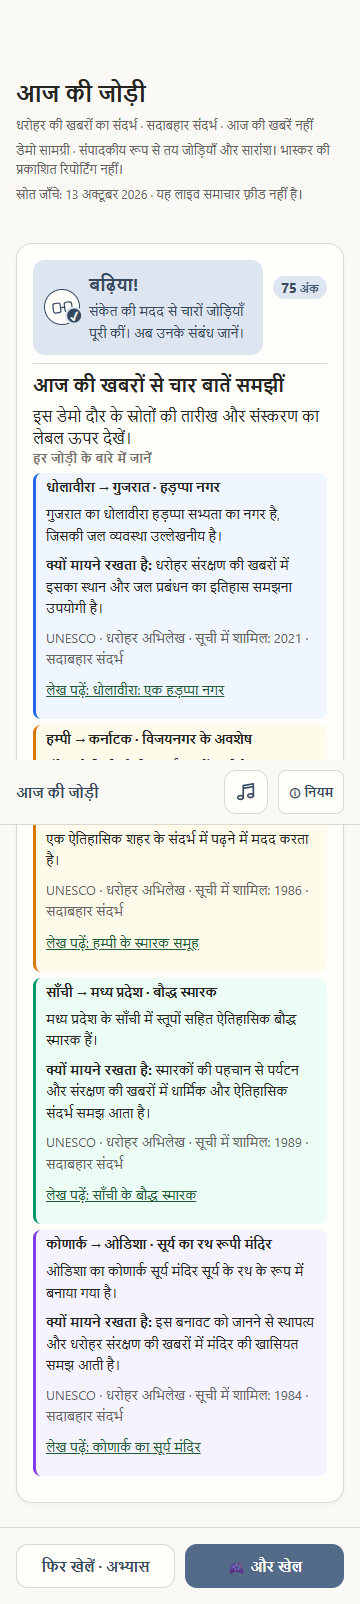 आज की जोड़ी
धरोहर की खबरों का संदर्भ · सदाबहार संदर्भ · आज की खबरें नहीं
डेमो सामग्री · संपादकीय रूप से तय जोड़ियाँ और सारांश। भास्कर की
प्रकाशित रिपोर्टिंग नहीं।
स्रोत जाँचे: 13 अक्टूबर 2026 · यह लाइव समाचार फ़ीड नहीं है।
बढ़िया!
75 अंक
संकेत की मदद से चारों जोड़ियाँ
पूरी कीं। अब उनके संबंध जानें।
आज की खबरों से चार बातें समझीं
इस डेमो दौर के स्रोतों की तारीख और संस्करण का
लेबल ऊपर देखें।
हर जोड़ी के बारे में जानें
धोलावीरा → गुजरात · हड़प्पा नगर
गुजरात का धोलावीरा हड़प्पा सभ्यता का नगर है,
जिसकी जल व्यवस्था उल्लेखनीय है।
क्यों मायने रखता है: धरोहर संरक्षण की खबरों में
इसका स्थान और जल प्रबंधन का इतिहास समझना
उपयोगी है।
UNESCO · धरोहर अभिलेख · सूची में शामिल: 2021 ·
सदाबहार संदर्भ
लेख पढ़ें: धोलावीरा: एक हड़प्पा नगर
हम्पी → कर्नाटक · विजयनगर के अवशेष
आज की जोड़ी
नियम
एक ऐतिहासिक शहर के संदर्भ में पढ़ने में मदद करता
है।
UNESCO · धरोहर अभिलेख · सूची में शामिल: 1986 ·
सदाबहार संदर्भ
लेख पढ़ें: हम्पी के स्मारक समूह
साँची → मध्य प्रदेश · बौद्ध स्मारक
मध्य प्रदेश के साँची में स्तूपों सहित ऐतिहासिक बौद्ध
स्मारक हैं।
क्यों मायने रखता है: स्मारकों की पहचान से पर्यटन
और संरक्षण की खबरों में धार्मिक और ऐतिहासिक
संदर्भ समझ आता है।
UNESCO · धरोहर अभिलेख · सूची में शामिल: 1989 ·
सदाबहार संदर्भ
लेख पढ़ें: साँची के बौद्ध स्मारक
कोणार्क → ओडिशा · सूर्य का रथ रूपी मंदिर
ओडिशा का कोणार्क सूर्य मंदिर सूर्य के रथ के रूप में
बनाया गया है।
क्यों मायने रखता है: इस बनावट को जानने से स्थापत्य
और धरोहर संरक्षण की खबरों में मंदिर की खासियत
समझ आती है।
UNESCO · धरोहर अभिलेख · सूची में शामिल: 1984 ·
सदाबहार संदर्भ
लेख पढ़ें: कोणार्क का सूर्य मंदिर
फिर खेलें · अभ्यास
और खेल